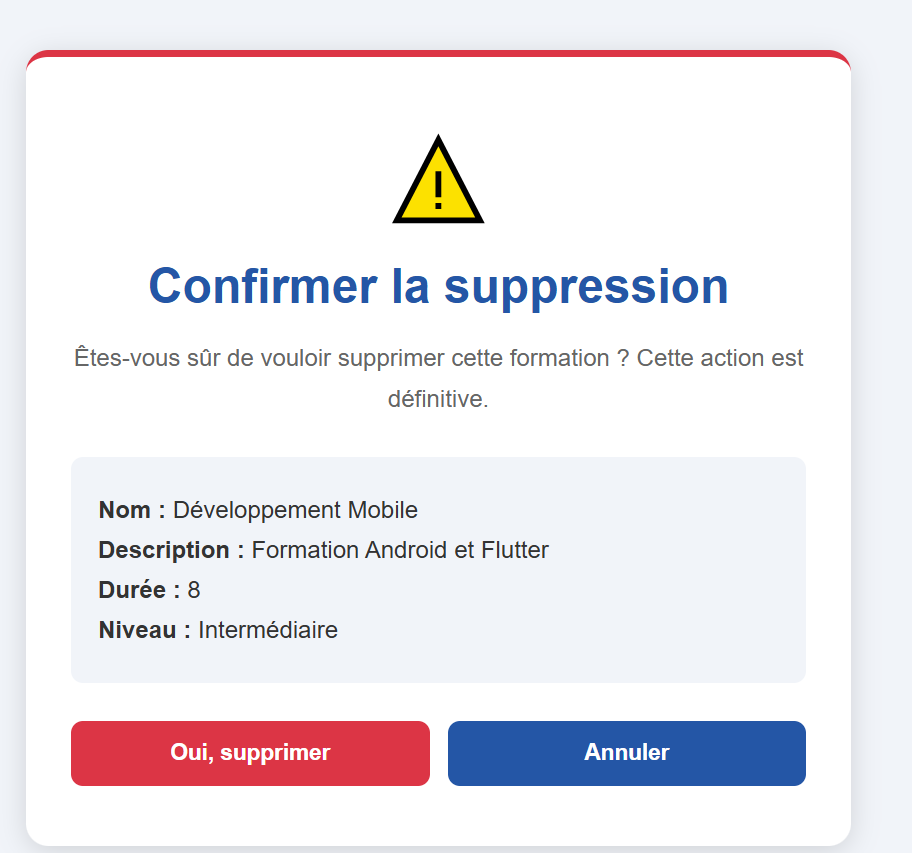 !
Confirmer la suppression
Êtes-vous sûr de vouloir supprimer cette formation ? Cette action est
définitive.
Nom : Développement Mobile
Description : Formation Android et Flutter
Durée : 8
Niveau : Intermédiaire
Oui, supprimer
Annuler